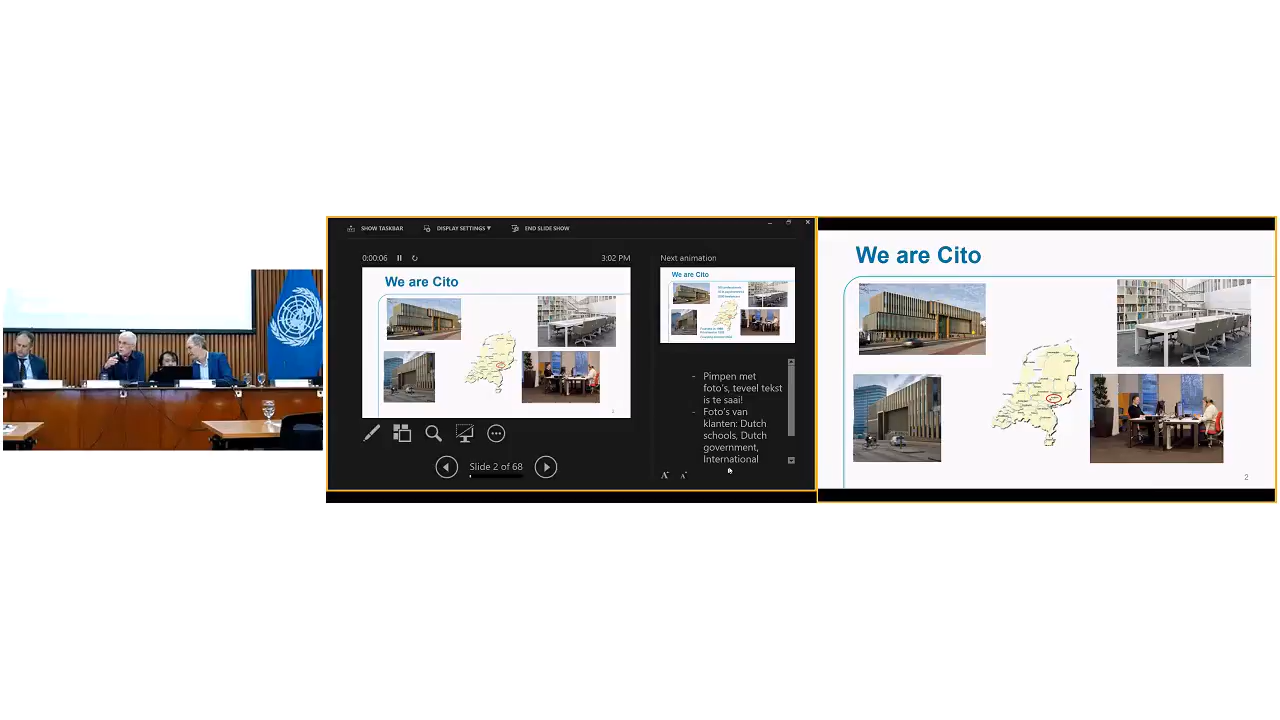 SHOW TASKBAR
DISPLAY SETTINGS ▼
END SLIDE SHOW
0:00:06
3:02 PM
Next animation
We are Cito
We are Cito
- Pimpen met
foto's, teveel tekst
is te saai!
- Foto's van
klanten: Dutch
schools, Dutch
government,
International
Slide 2 of 68
We are Cito
2